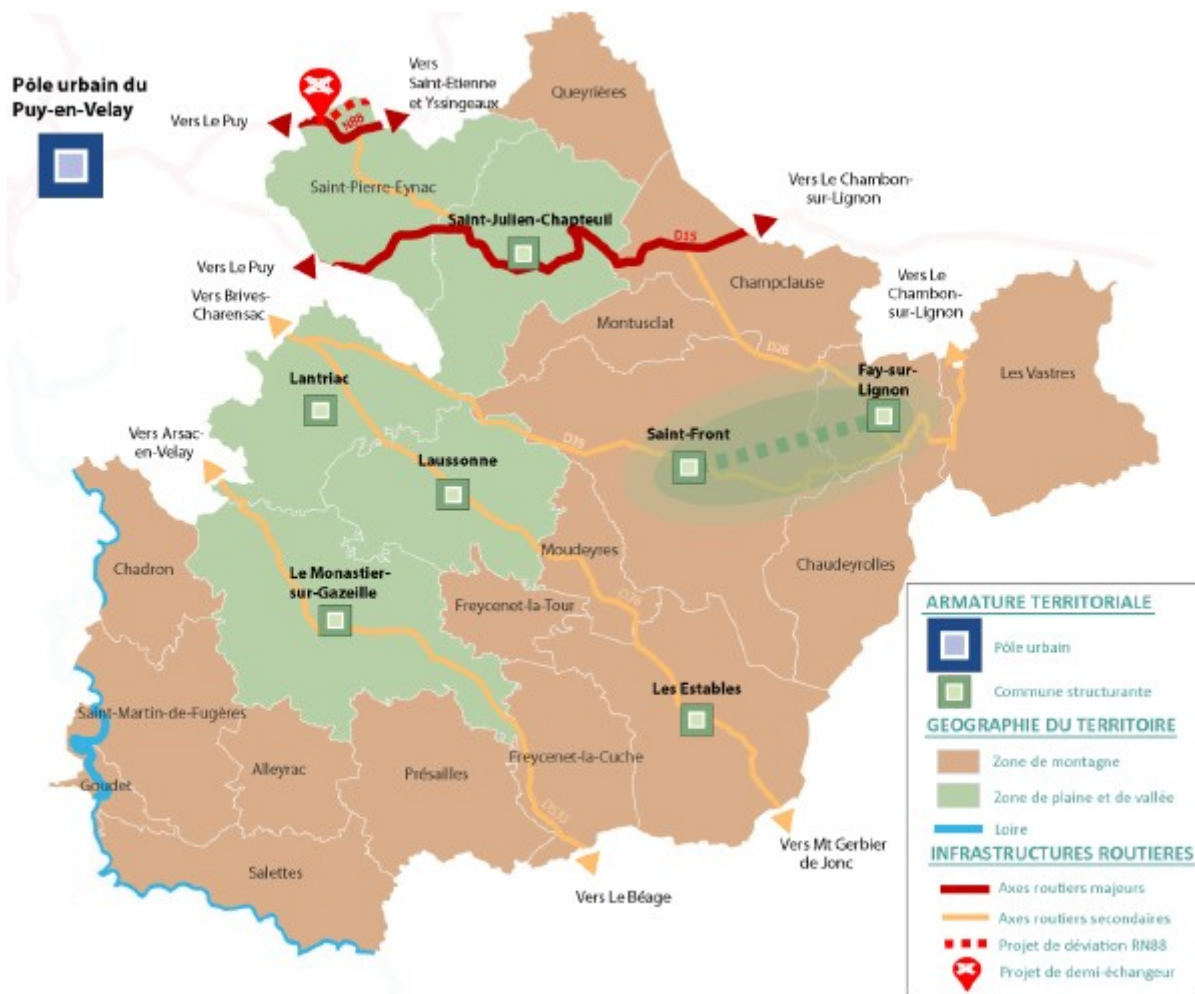 Pôle urbain du
Puy-en-Velay
Vers
Saint-Etienne
et Yssingeaux
Queyrières
Vers Le Puy
N88
Saint-Pierre-Eynac
Vers Le Chambon-
sur-Lignon
Saint-Julien-Chapteuil
D15
Vers Le Puy
Champclause
Vers Le
Chambon-
sur-Lignon
Vers Brives-
Charensac
Montusclat
D26
Fay-sur-
Lignon
Les Vastres
Lantriac
Saint-Front
Vers Arsac-
en-Velay
Laussonne
Moudeyres
Chaudeyrolles
Chadron
Le Monastier-
sur-Gazeille
Freycenet-la-Tour
Les Estables
Saint-Martin-de-Fugères
Freycenet-la-Cuche
Alleyrac
Présailles
Goudet
Salettes
Vers Mt Gerbier
de Jonc
Vers Le Béage
ARMATURE TERRITORIALE
Pôle urbain
Commune structurante
GEOGRAPHIE DU TERRITOIRE
Zone de montagne
Zone de plaine et de vallée
Loire
INFRASTRUCTURES ROUTIERES
Axes routiers majeurs
Axes routiers secondaires
Projet de déviation RN88
Projet de demi-échangeur